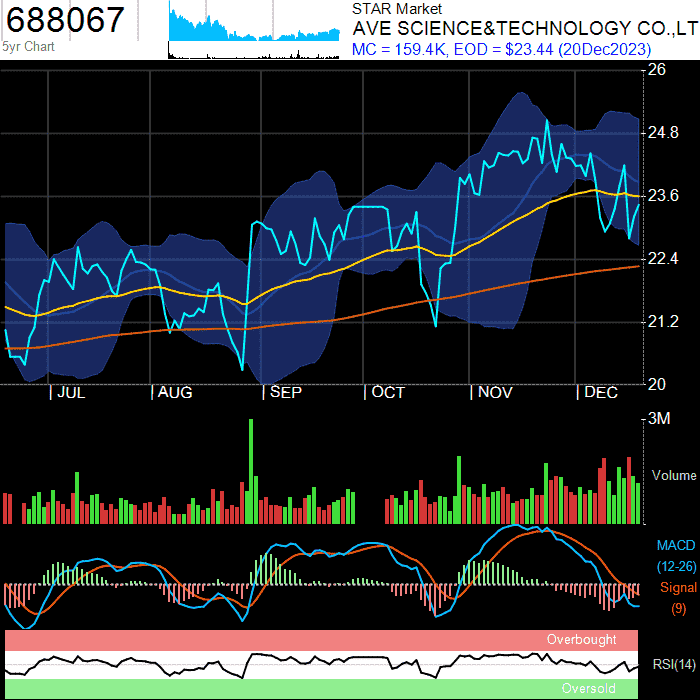 688067
5yr Chart
STAR Market
AVE SCIENCE&TECHNOLOGY CO.,LT
MC = 159.4K, EOD = $23.44 (20Dec2023)
26
24.8
23.6
22.4
21.2
20
| JUL
| AUG
| SEP
| OCT
| NOV
| DEC
3M
Volume
MACD
(12-26)
Signal
(9)
Overbought
RSI(14)
Oversold